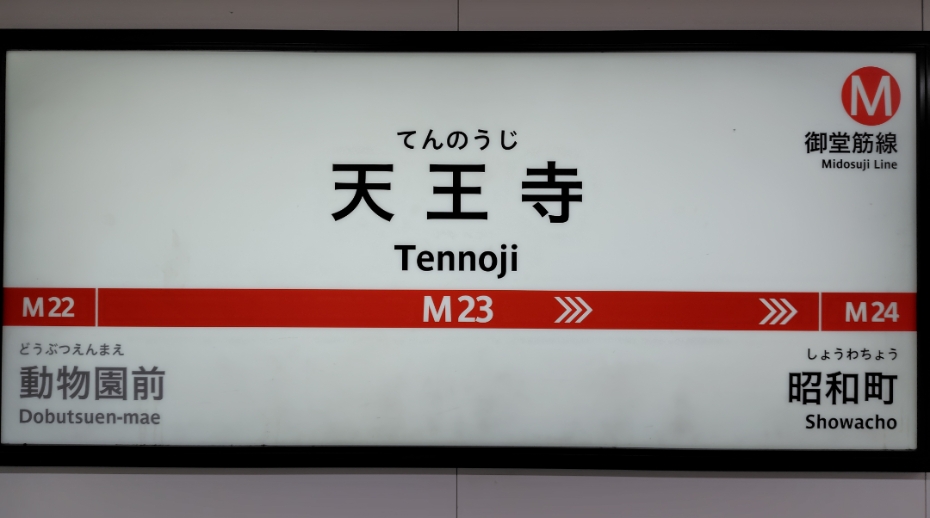 M
御堂筋線
Midosuji Line
てんのうじ
天王寺
Tennoji
M22
M23
M24
どうぶつえんまえ
動物園前
Dobutsuen-mae
しょうわちょう
昭和町
Showacho